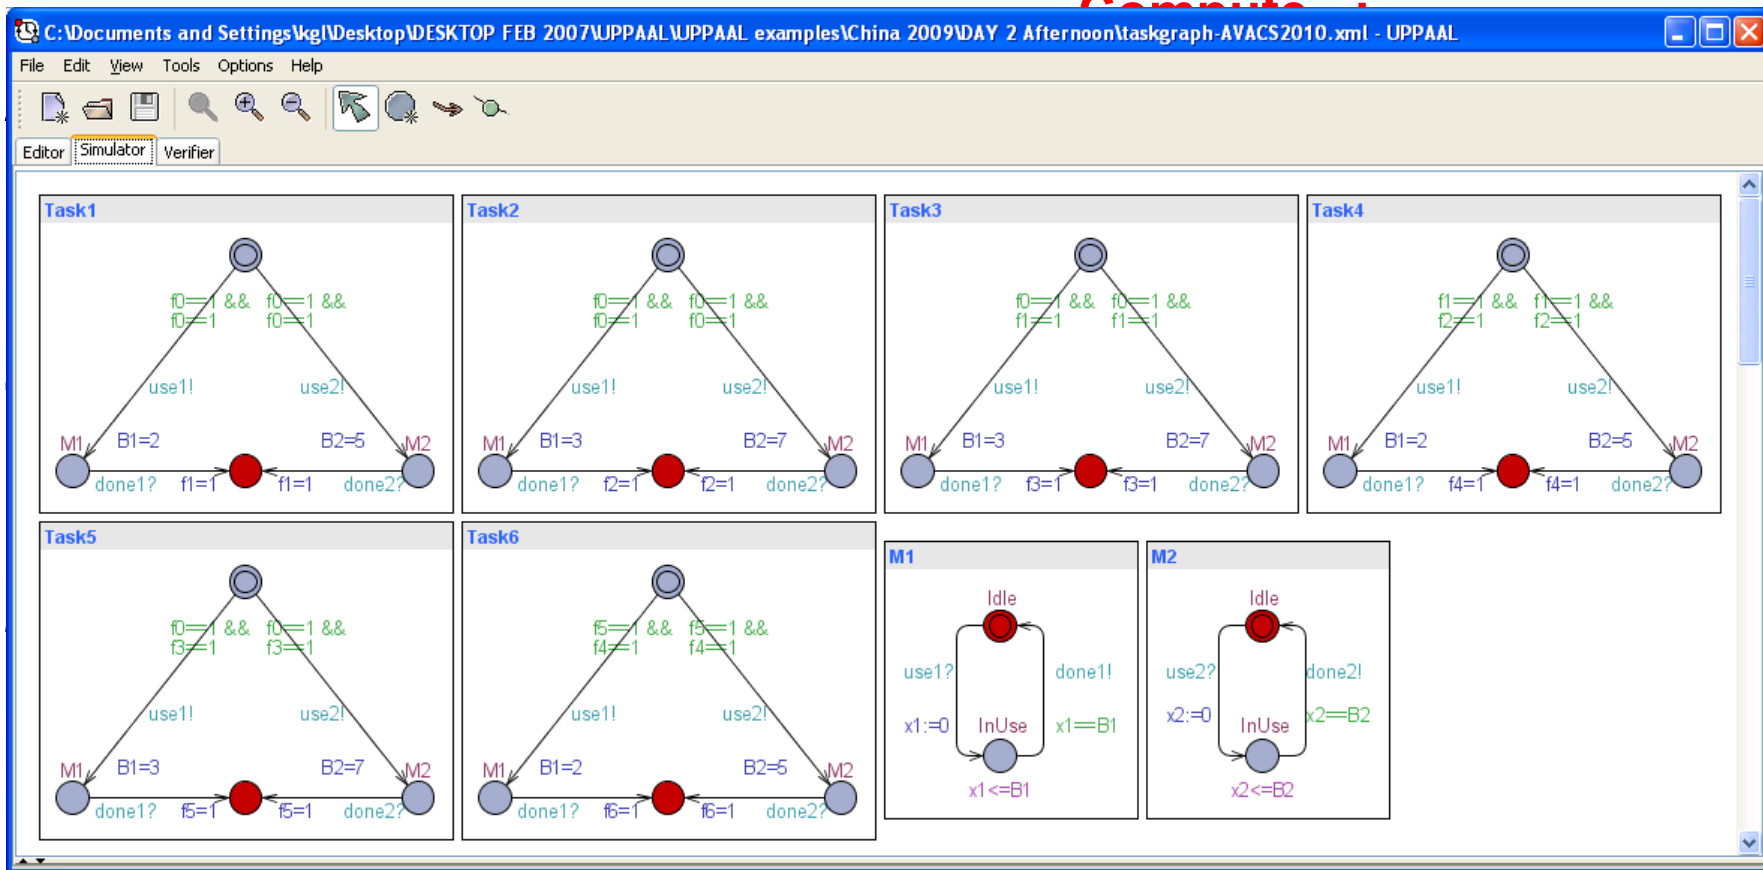 C:\Documents and Settings\kgl\Desktop\DESKTOP FEB 2007\UPPAAL\UPPAAL examples\China 2009\DAY 2 Afternoon\taskgraph-AVACS2010.xml - UPPAAL
File Edit View Tools Options Help
Editor Simulator Verifier
Task1
f0==1 && f0==1 &&
f0==1 f0==1
use1! use2!
M1 B1=2 B2=5 M2
done1? f1=1 f1=1 done2?
Task2
f0==1 && f0==1 &&
f0==1 f0==1
use1! use2!
M1 B1=3 B2=7 M2
done1? f2=1 f2=1 done2?
Task3
f0==1 && f0==1 &&
f1==1 f1==1
use1! use2!
M1 B1=3 B2=7 M2
done1? f3=1 f3=1 done2?
Task4
f1==1 && f1==1 &&
f2==1 f2==1
use1! use2!
M1 B1=2 B2=5 M2
done1? f4=1 f4=1 done2?
Task5
f0==1 && f0==1 &&
f3==1 f3==1
use1! use2!
M1 B1=3 B2=7 M2
done1? f5=1 f5=1 done2?
Task6
f5==1 && f5==1 &&
f4==1 f4==1
use1! use2!
M1 B1=2 B2=5 M2
done1? f6=1 f6=1 done2?
M1
Idle
use1? done1!
x1:=0 InUse x1==B1
x1<=B1
M2
Idle
use2? done2!
x2:=0 InUse x2==B2
x2<=B2